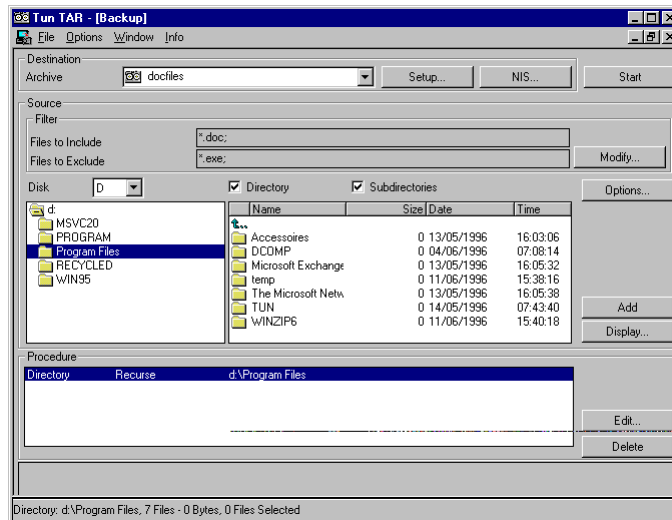 Tun TAR - [Backup]
File Options Window Info
Destination
Archive docfiles Setup... NIS... Start
Source
Filter
Files to Include *.doc;
Files to Exclude *.exe; Modify...
Disk D Directory Subdirectories Options...
d: Name Size Date Time
MSVC20 ..
PROGRAM Accessoires 0 13/05/1996 16:03:06
Program Files DCOMP 0 04/06/1996 07:08:14
RECYCLED Microsoft Exchange 0 13/05/1996 16:05:32
WIN95 temp 0 11/06/1996 15:38:16
The Microsoft Netw 0 13/05/1996 16:05:38
TUN 0 14/05/1996 07:43:40
WINZIP6 0 11/06/1996 15:40:18
Add
Display...
Procedure
Directory Recurse d:\Program Files
Edit...
Delete
Directory: d:\Program Files, 7 Files - 0 Bytes, 0 Files Selected